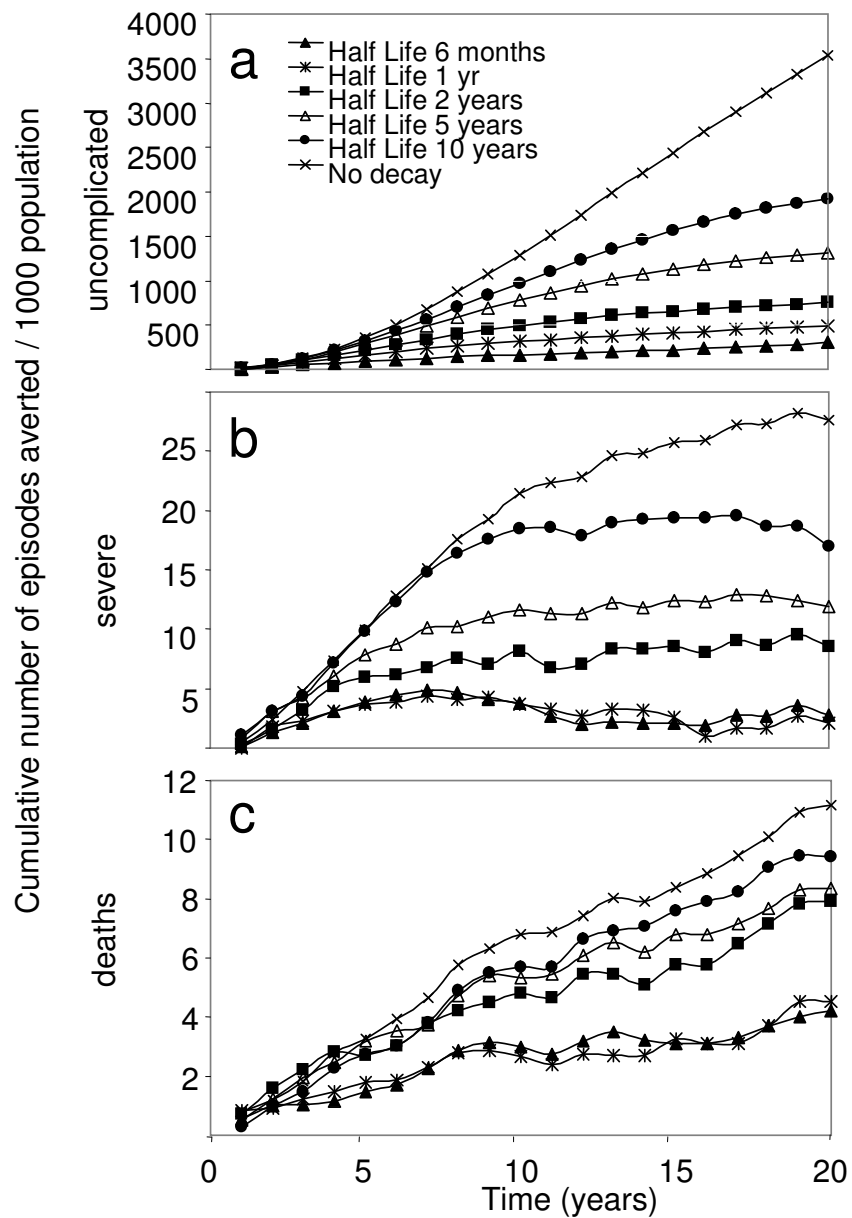 Cumulative number of episodes averted / 1000 population
uncomplicated
4000
3500
3000
2500
2000
1500
1000
500
a
Half Life 6 months
Half Life 1 yr
Half Life 2 years
Half Life 5 years
Half Life 10 years
No decay
severe
25
20
15
10
5
b
deaths
12
10
8
6
4
2
c
0 5 10 15 20
Time (years)